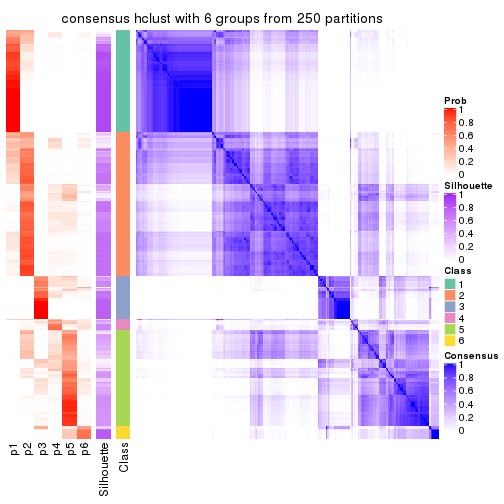 consensus hclust with 6 groups from 250 partitions
Prob
1
0.8
0.6
0.4
0.2
0
Silhouette
1
0.8
0.6
0.4
0.2
0
Class
1
2
3
4
5
6
Consensus
1
0.8
0.6
0.4
0.2
0
p1
p2
p3
p4
p5
p6
Silhouette
Class